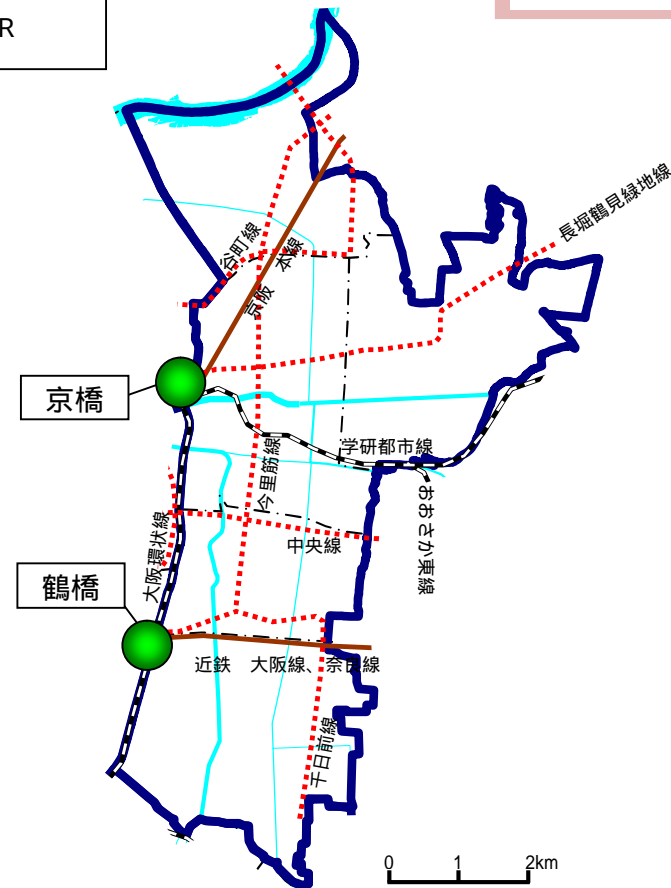 R
長堀鶴見緑地線
谷町線
京阪 本線
京橋
学研都市線
今里筋線
おおさか東線
大阪環状線
中央線
鶴橋
近鉄 大阪線、奈良線
千日前線
0 1 2km